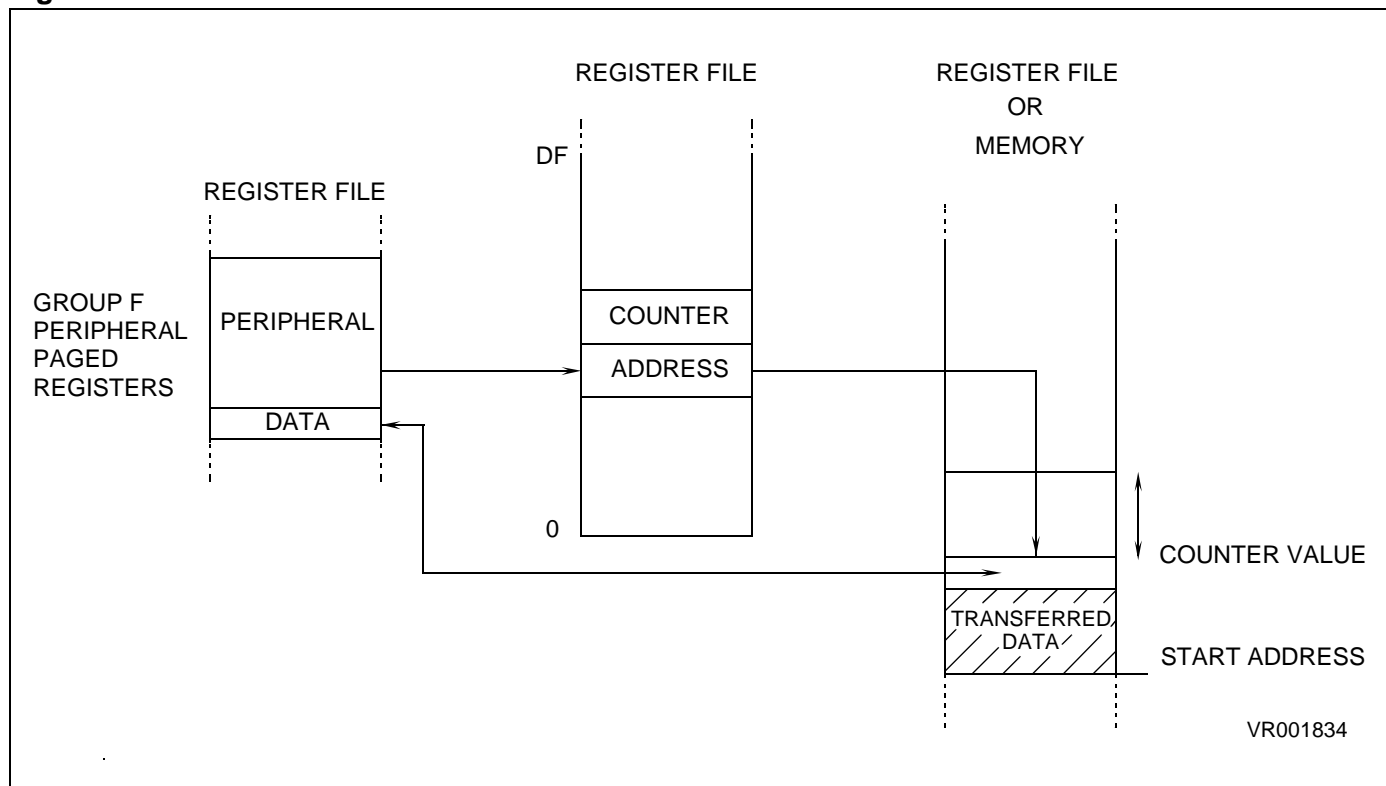 REGISTER FILE
REGISTER FILE
OR
MEMORY
DF
REGISTER FILE
GROUP F
PERIPHERAL
PAGED
REGISTERS
PERIPHERAL
DATA
COUNTER
ADDRESS
0
COUNTER VALUE
TRANSFERRED
DATA
START ADDRESS
VR001834